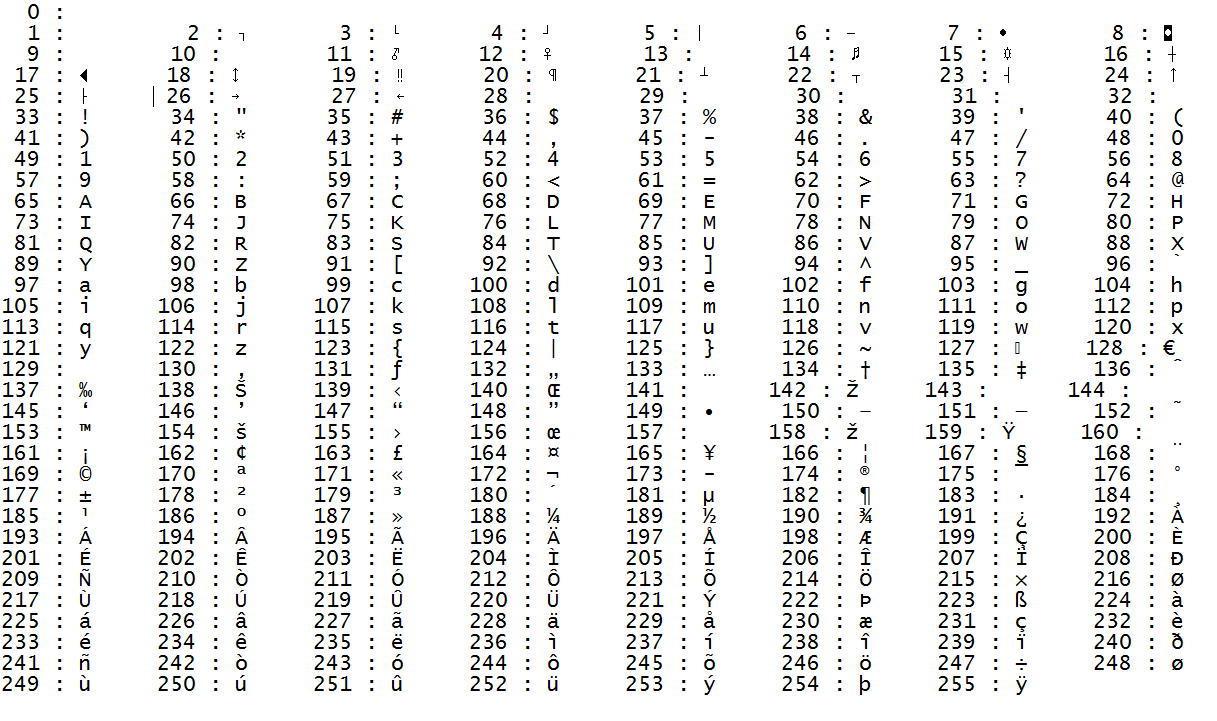 0 :
1 : 2 : ┐ 3 : └ 4 : ┘ 5 : │ 6 : ─ 7 : • 8 : ◘
9 : 10 : 11 : ♂ 12 : ♀ 13 : 14 : ♫ 15 : ☼ 16 : ┼
17 : ◄ 18 : ↕ 19 : ‼ 20 : ¶ 21 : ┴ 22 : ┬ 23 : ┤ 24 : ↑
25 : ├ 26 : → 27 : ← 28 : 29 : 30 : 31 : 32 :
33 : ! 34 : " 35 : # 36 : $ 37 : % 38 : & 39 : ' 40 : (
41 : ) 42 : * 43 : + 44 : , 45 : - 46 : . 47 : / 48 : 0
49 : 1 50 : 2 51 : 3 52 : 4 53 : 5 54 : 6 55 : 7 56 : 8
57 : 9 58 : : 59 : ; 60 : < 61 : = 62 : > 63 : ? 64 : @
65 : A 66 : B 67 : C 68 : D 69 : E 70 : F 71 : G 72 : H
73 : I 74 : J 75 : K 76 : L 77 : M 78 : N 79 : O 80 : P
81 : Q 82 : R 83 : S 84 : T 85 : U 86 : V 87 : W 88 : X
89 : Y 90 : Z 91 : [ 92 : \ 93 : ] 94 : ^ 95 : _ 96 : `
97 : a 98 : b 99 : c 100 : d 101 : e 102 : f 103 : g 104 : h
105 : i 106 : j 107 : k 108 : l 109 : m 110 : n 111 : o 112 : p
113 : q 114 : r 115 : s 116 : t 117 : u 118 : v 119 : w 120 : x
121 : y 122 : z 123 : { 124 : | 125 : } 126 : ~ 127 : ▯ 128 : €
129 : 130 : ‚ 131 : ƒ 132 : „ 133 : … 134 : † 135 : ‡ 136 : ˆ
137 : ‰ 138 : Š 139 : ‹ 140 : Œ 141 : 142 : Ž 143 : 144 :
145 : ‘ 146 : ’ 147 : “ 148 : ” 149 : • 150 : – 151 : — 152 : ˜
153 : ™ 154 : š 155 : › 156 : œ 157 : 158 : ž 159 : Ÿ 160 :
161 : ¡ 162 : ¢ 163 : £ 164 : ¤ 165 : ¥ 166 : ¦ 167 : § 168 : ¨
169 : © 170 : ª 171 : « 172 : ¬ 173 : - 174 : ® 175 : 176 : °
177 : ± 178 : ² 179 : ³ 180 : ´ 181 : µ 182 : ¶ 183 : · 184 : ¸
185 : ¹ 186 : º 187 : » 188 : ¼ 189 : ½ 190 : ¾ 191 : ¿ 192 : À
193 : Á 194 : Â 195 : Ã 196 : Ä 197 : Å 198 : Æ 199 : Ç 200 : È
201 : É 202 : Ê 203 : Ë 204 : Ì 205 : Í 206 : Î 207 : Ï 208 : Ð
209 : Ñ 210 : Ò 211 : Ó 212 : Ô 213 : Õ 214 : Ö 215 : × 216 : Ø
217 : Ù 218 : Ú 219 : Û 220 : Ü 221 : Ý 222 : Þ 223 : ß 224 : à
225 : á 226 : â 227 : ã 228 : ä 229 : å 230 : æ 231 : ç 232 : è
233 : é 234 : ê 235 : ë 236 : ì 237 : í 238 : î 239 : ï 240 : ð
241 : ñ 242 : ò 243 : ó 244 : ô 245 : õ 246 : ö 247 : ÷ 248 : ø
249 : ù 250 : ú 251 : û 252 : ü 253 : ý 254 : þ 255 : ÿ